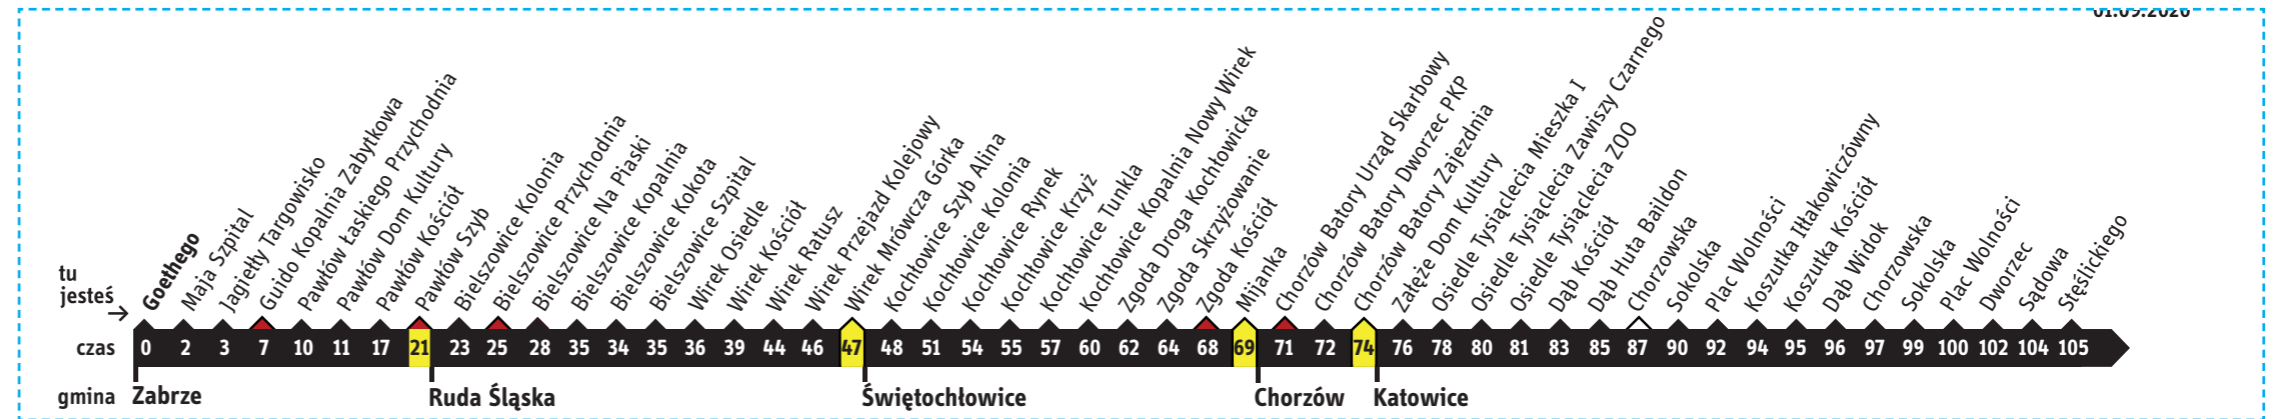 01.09.2020
tu
jesteś
Goethego
Maja Szpital
Jagiełły Targowisko
Guido Kopalnia Zabytkowa
Pawłów Łaskiego Przychodnia
Pawłów Dom Kultury
Pawłów Kościół
Pawłów Szyb
Bielszowice Kolonia
Bielszowice Przychodnia
Bielszowice Na Piaski
Bielszowice Kopalnia
Bielszowice Kokota
Bielszowice Szpital
Wirek Osiedle
Wirek Kościół
Wirek Ratusz
Wirek Przejazd Kolejowy
Wirek Mrówcza Górka
Kochłowice Szyb Alina
Kochłowice Kolonia
Kochłowice Rynek
Kochłowice Krzyż
Kochłowice Tunkla
Kochłowice Kopalnia Nowy Wirek
Zgoda Droga Kochłowicka
Zgoda Skrzyżowanie
Zgoda Kościół
Mijanka
Chorzów Batory Urząd Skarbowy
Chorzów Batory Dworzec PKP
Chorzów Batory Zajezdnia
Załęże Dom Kultury
Osiedle Tysiąclecia Mieszka I
Osiedle Tysiąclecia Zawiszy Czarnego
Osiedle Tysiąclecia ZOO
Dąb Kościół
Dąb Huta Baildon
Chorzowska
Sokolska
Plac Wolności
Koszutka Iłłakowiczówny
Koszutka Kościół
Dąb Widok
Chorzowska
Sokolska
Plac Wolności
Dworzec
Sądowa
Stęślickiego
czas 0 2 3 7 10 11 17 21 23 25 28 35 34 35 36 39 44 46 47 48 51 54 55 57 60 62 64 68 69 71 72 74 76 78 80 81 83 85 87 90 92 94 95 96 97 99 100 102 104 105
gmina Zabrze Ruda Śląska Świętochłowice Chorzów Katowice